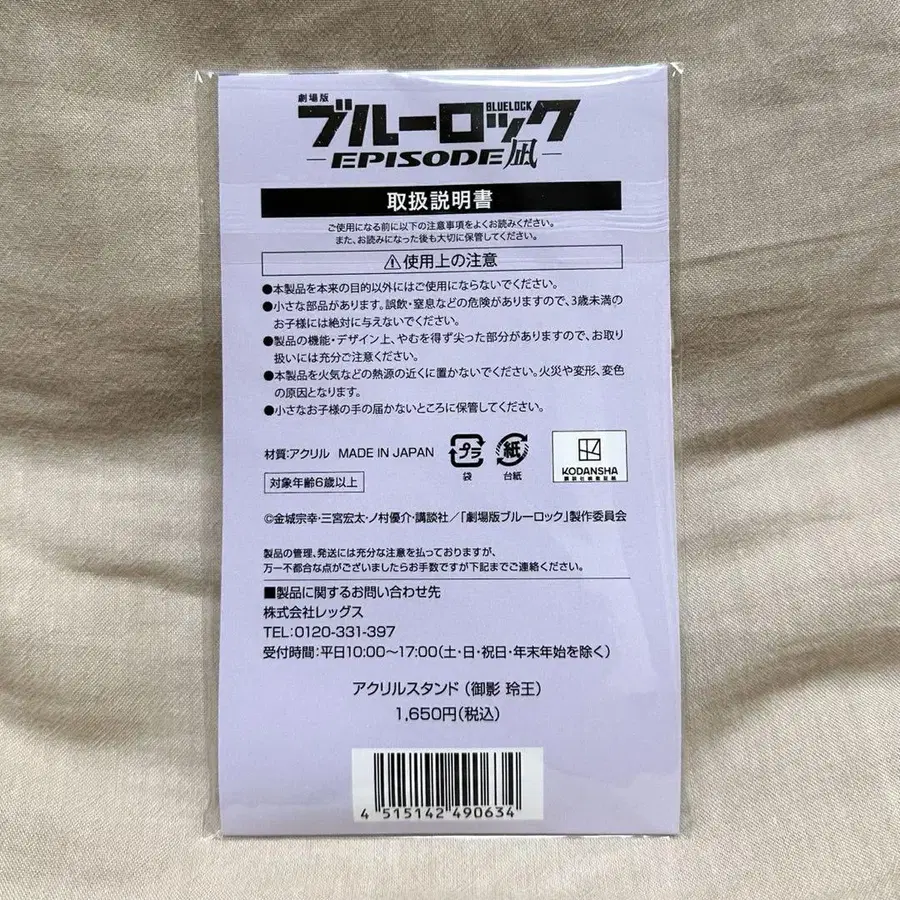 劇場版
ブルーロック
BLUELOCK
-EPISODE凪-
取扱説明書
ご使用になる前に以下の注意事項をよくお読みください。
また、お読みになった後も大切に保管してください。
⚠使用上の注意
●本製品を本来の目的以外にはご使用にならないでください。
●小さな部品があります。誤飲・窒息などの危険がありますので、3歳未満の
お子様には絶対に与えないでください。
●製品の機能・デザイン上、やむを得ず尖った部分がありますので、お取り
扱いには充分ご注意ください。
●本製品を火気などの熱源の近くに置かないでください。火災や変形、変色
の原因となります。
●小さなお子様の手の届かないところに保管してください。
材質:アクリル MADE IN JAPAN
プラ
袋
紙
台紙
KODANSHA
対象年齢6歳以上
©金城宗幸・三宮宏太・ノ村優介・講談社／「劇場版ブルーロック」製作委員会
製品の管理、発送には充分な注意を払っておりますが、
万一不都合な点がございましたらお手数ですが下記までご連絡ください。
■製品に関するお問い合わせ先
株式会社レッグス
TEL:0120-331-397
受付時間:平日10:00〜17:00(土・日・祝日・年末年始を除く)
アクリルスタンド(御影 玲王)
1,650円(税込)
4 515142 490634